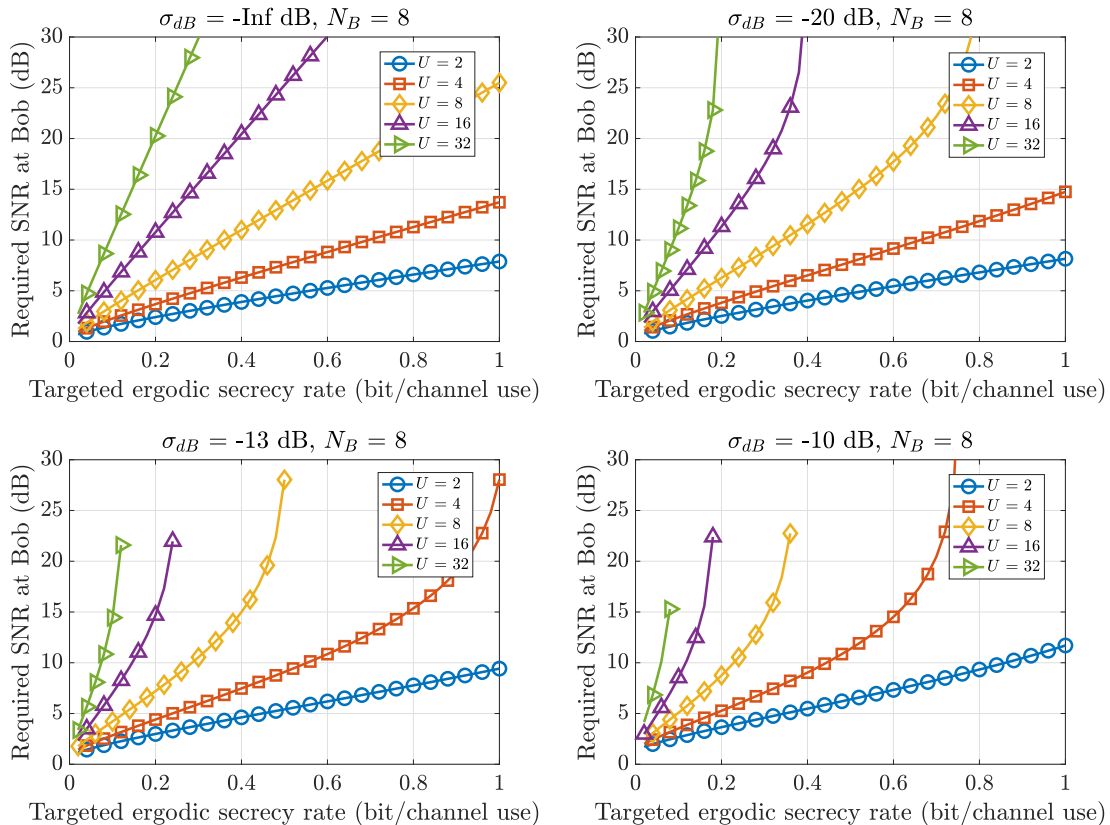 σ_dB = -Inf dB, N_B = 8
Required SNR at Bob (dB)
30
25
20
15
10
5
0
0 0.2 0.4 0.6 0.8 1
Targeted ergodic secrecy rate (bit/channel use)
U = 2
U = 4
U = 8
U = 16
U = 32
σ_dB = -20 dB, N_B = 8
Required SNR at Bob (dB)
30
25
20
15
10
5
0
0 0.2 0.4 0.6 0.8 1
Targeted ergodic secrecy rate (bit/channel use)
U = 2
U = 4
U = 8
U = 16
U = 32
σ_dB = -13 dB, N_B = 8
Required SNR at Bob (dB)
30
25
20
15
10
5
0
0 0.2 0.4 0.6 0.8 1
Targeted ergodic secrecy rate (bit/channel use)
U = 2
U = 4
U = 8
U = 16
U = 32
σ_dB = -10 dB, N_B = 8
Required SNR at Bob (dB)
30
25
20
15
10
5
0
0 0.2 0.4 0.6 0.8 1
Targeted ergodic secrecy rate (bit/channel use)
U = 2
U = 4
U = 8
U = 16
U = 32